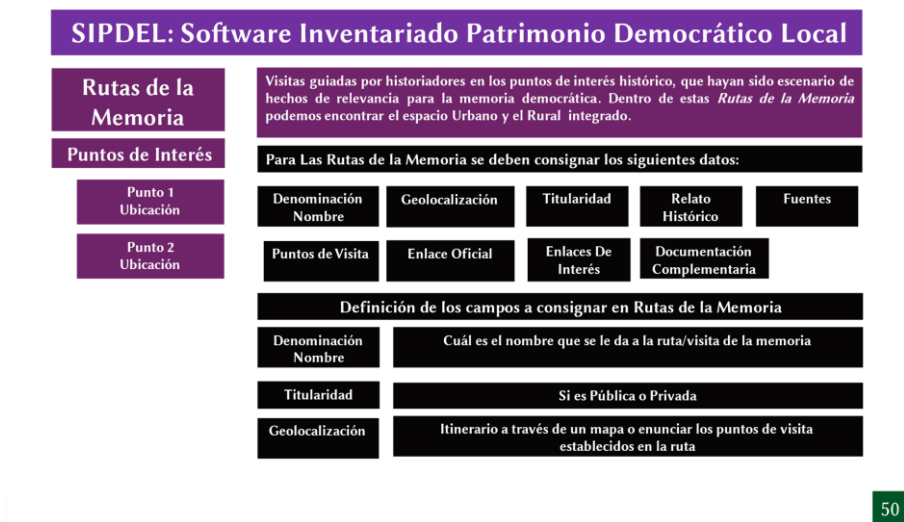 SIPDEL: Software Inventariado Patrimonio Democrático Local
Rutas de la
Memoria
Puntos de Interés
Punto 1
Ubicación
Punto 2
Ubicación
Visitas guiadas por historiadores en los puntos de interés histórico, que hayan sido escenario de
hechos de relevancia para la memoria democrática. Dentro de estas Rutas de la Memoria
podemos encontrar el espacio Urbano y el Rural integrado.
Para Las Rutas de la Memoria se deben consignar los siguientes datos:
Denominación
Nombre
Geolocalización
Titularidad
Relato
Histórico
Fuentes
Puntos de Visita
Enlace Oficial
Enlaces De
Interés
Documentación
Complementaria
Definición de los campos a consignar en Rutas de la Memoria
Denominación
Nombre
Cuál es el nombre que se le da a la ruta/visita de la memoria
Titularidad
Si es Pública o Privada
Geolocalización
Itinerario a través de un mapa o enunciar los puntos de visita
establecidos en la ruta
50